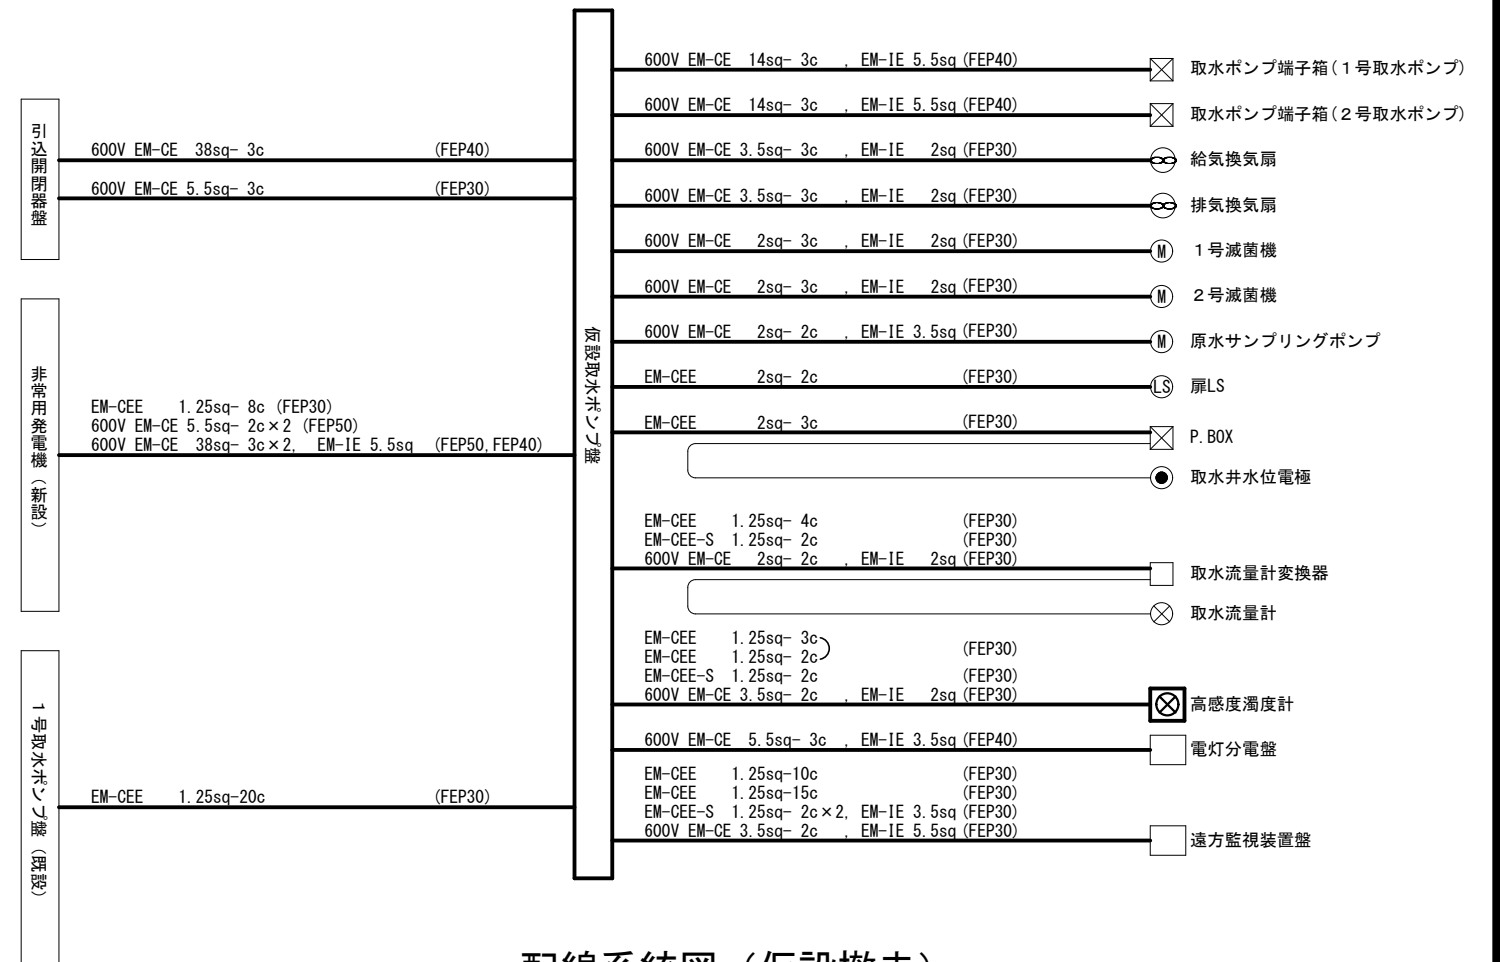 引込開閉器盤
600V EM-CE 38sq- 3c (FEP40)
600V EM-CE 5.5sq- 3c (FEP30)
非常用発電機（新設）
EM-CEE 1.25sq- 8c (FEP30)
600V EM-CE 5.5sq- 2c×2 (FEP50)
600V EM-CE 38sq- 3c×2, EM-IE 5.5sq (FEP50,FEP40)
1号取水ポンプ盤（既設）
EM-CEE 1.25sq-20c (FEP30)
仮設取水ポンプ盤
600V EM-CE 14sq- 3c , EM-IE 5.5sq (FEP40) 取水ポンプ端子箱(1号取水ポンプ)
600V EM-CE 14sq- 3c , EM-IE 5.5sq (FEP40) 取水ポンプ端子箱(2号取水ポンプ)
600V EM-CE 3.5sq- 3c , EM-IE 2sq (FEP30) 給気換気扇
600V EM-CE 3.5sq- 3c , EM-IE 2sq (FEP30) 排気換気扇
600V EM-CE 2sq- 3c , EM-IE 2sq (FEP30) M 1号滅菌機
600V EM-CE 2sq- 3c , EM-IE 2sq (FEP30) M 2号滅菌機
600V EM-CE 2sq- 2c , EM-IE 3.5sq (FEP30) M 原水サンプリングポンプ
EM-CEE 2sq- 2c (FEP30) LS 扉LS
EM-CEE 2sq- 3c (FEP30) P.BOX
取水井水位電極
EM-CEE 1.25sq- 4c (FEP30)
EM-CEE-S 1.25sq- 2c (FEP30)
600V EM-CE 2sq- 2c , EM-IE 2sq (FEP30) 取水流量計変換器
取水流量計
EM-CEE 1.25sq- 3c
EM-CEE 1.25sq- 2c (FEP30)
EM-CEE-S 1.25sq- 2c (FEP30)
600V EM-CE 3.5sq- 2c , EM-IE 2sq (FEP30) 高感度濁度計
600V EM-CE 5.5sq- 3c , EM-IE 3.5sq (FEP40) 電灯分電盤
EM-CEE 1.25sq-10c (FEP30)
EM-CEE 1.25sq-15c (FEP30)
EM-CEE-S 1.25sq- 2c×2, EM-IE 3.5sq (FEP30)
600V EM-CE 3.5sq- 2c , EM-IE 5.5sq (FEP30) 遠方監視装置盤
配線系統図（仮設撤去）